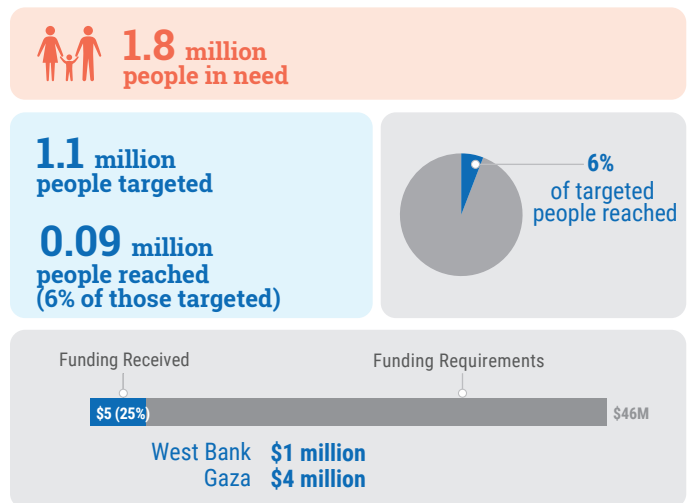 1.8 million
people in need
1.1 million
people targeted
0.09 million
people reached
(6% of those targeted)
6%
of targeted
people reached
Funding Received
Funding Requirements
$5 (25%)
$46M
West Bank $1 million
Gaza $4 million